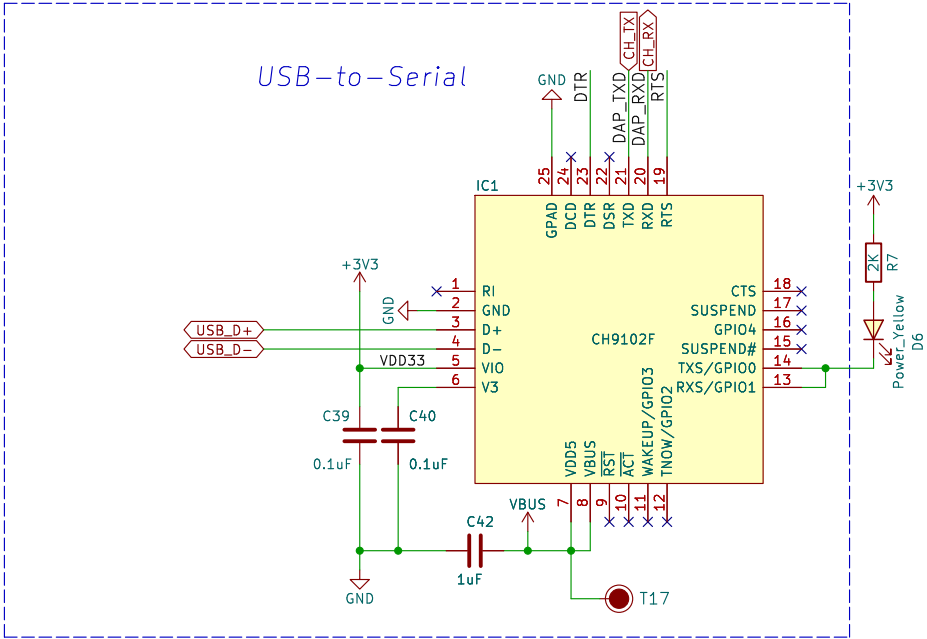 USB-to-Serial
CH_TX
CH_RX
GND
DTR
DAP_TXD
DAP_RXD
RTS
25
24
23
22
21
20
19
IC1
GPAD
DCD
DTR
DSR
TXD
RXD
RTS
+3V3
2K
R7
Power_Yellow
D6
+3V3
GND
USB_D+
USB_D-
VDD33
1 RI
2 GND
3 D+
4 D-
5 VIO
6 V3
CH9102F
CTS 18
SUSPEND 17
GPIO4 16
SUSPEND# 15
TXS/GPIO0 14
RXS/GPIO1 13
C39
0.1uF
C40
0.1uF
VDD5
VBUS
RST
ACT
WAKEUP/GPIO3
TNOW/GPIO2
7
8
9
10
11
12
VBUS
C42
1uF
GND
T17